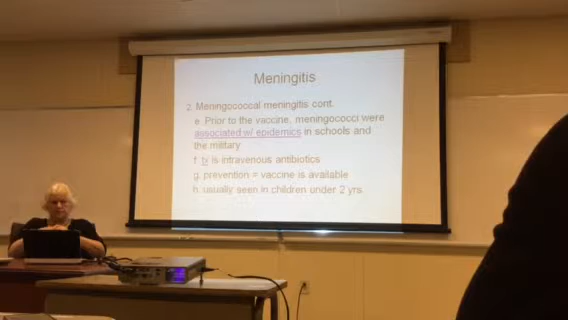 Meningitis
2. Meningococcal meningitis cont.
e. Prior to the vaccine, meningococci were
associated w/ epidemics in schools and
the military
f. tx is intravenous antibiotics
g. prevention = vaccine is available
h. usually seen in children under 2 yrs.